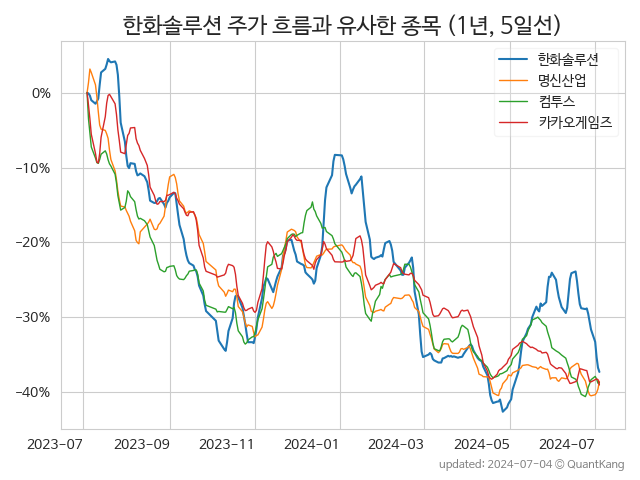 한화솔루션 주가 흐름과 유사한 종목 (1년, 5일선)
한화솔루션
명신산업
컴투스
카카오게임즈
0%
−10%
−20%
−30%
−40%
2023-07 2023-09 2023-11 2024-01 2024-03 2024-05 2024-07
updated: 2024-07-04 @ QuantKang